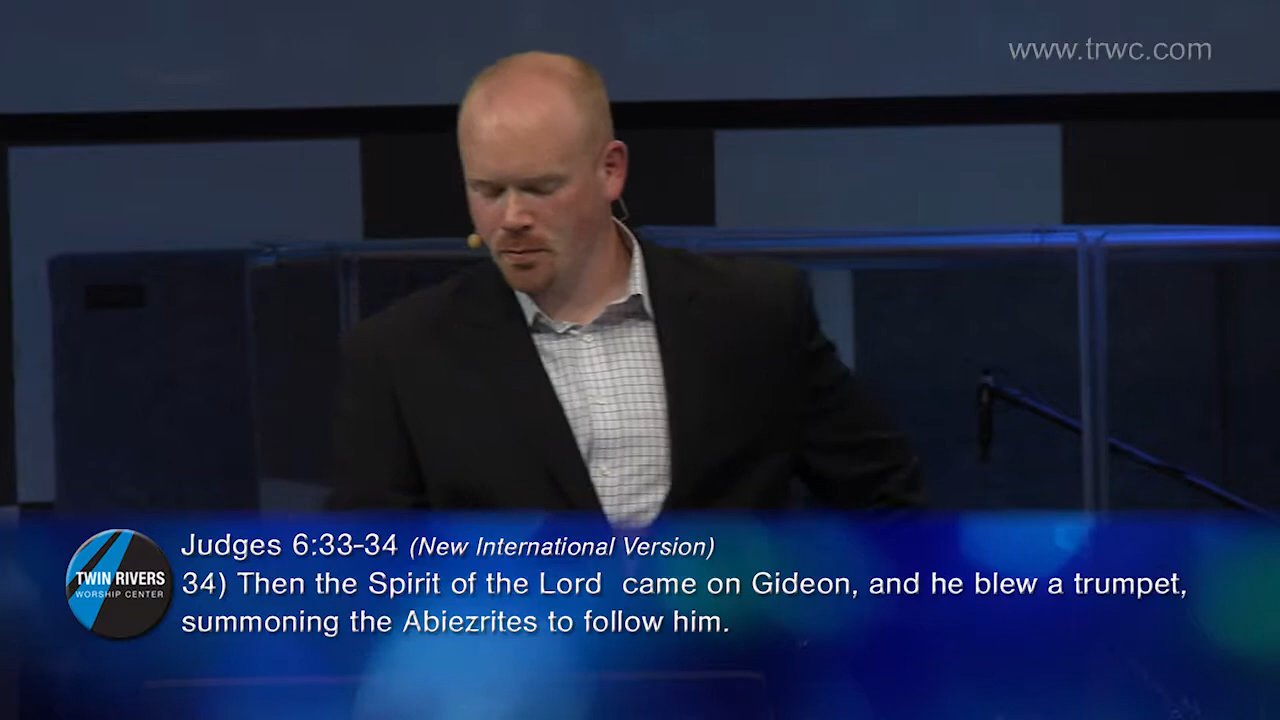 www.trwc.com
Judges 6:33-34 (New International Version)
34) Then the Spirit of the Lord came on Gideon, and he blew a trumpet,
summoning the Abiezrites to follow him.
TWIN RIVERS
WORSHIP CENTER